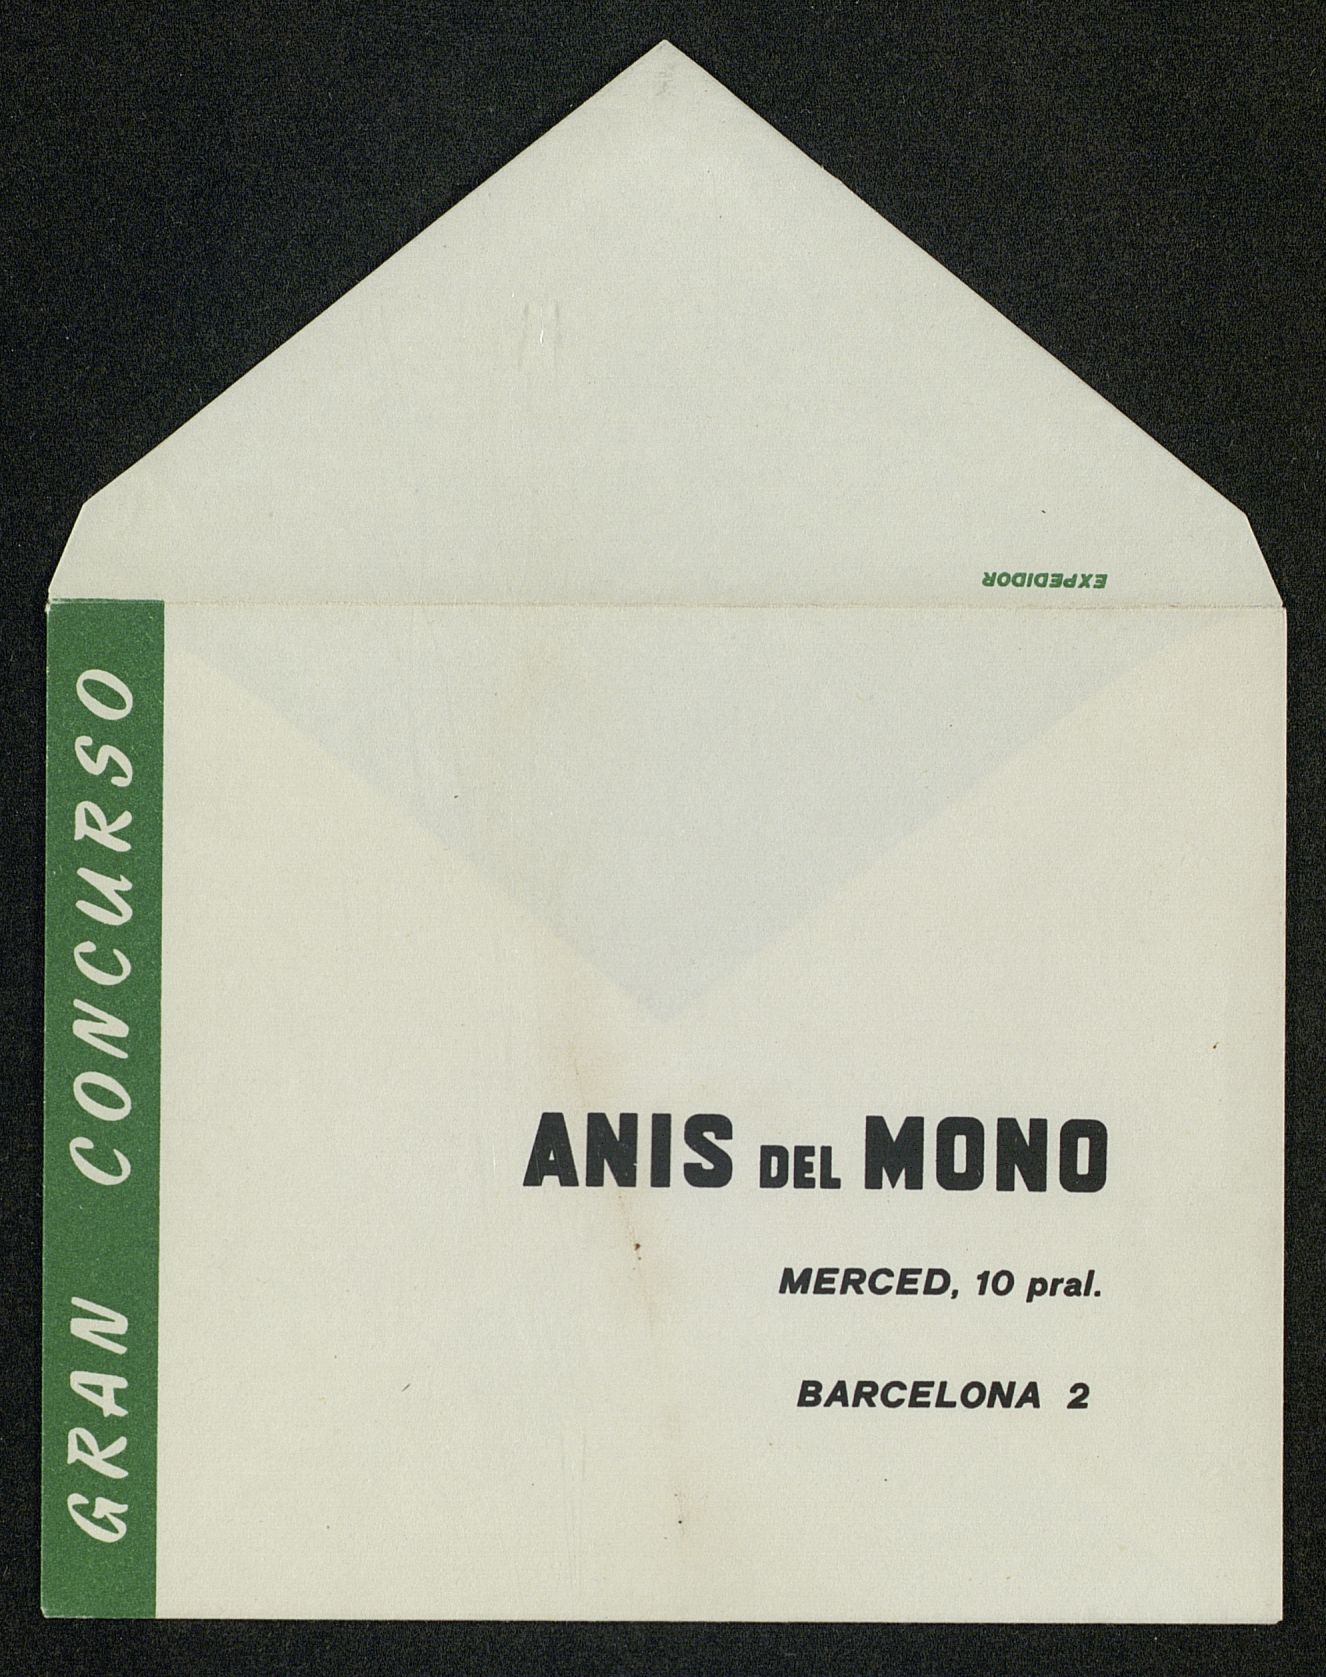 EXPEDIDOR
GRAN CONCURSO
ANIS DEL MONO
MERCED, 10 pral.
BARCELONA 2